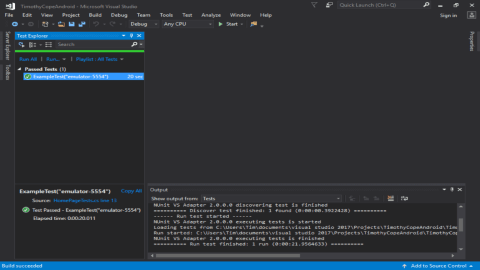 TimothyCopeAndroid - Microsoft Visual Studio
Quick Launch (Ctrl+Q)
File Edit View Project Build Debug Team Tools Test Analyze Window Help
Sign in
Debug Any CPU Start
Server Explorer
Toolbox
Properties
Test Explorer
Search
Run All | Run... | Playlist : All Tests
Passed Tests (1)
ExampleTest("emulator-5554") 20 sec
ExampleTest("emulator-5554") Copy All
Source: HomePageTests.cs line 13
Test Passed - ExampleTest("emulator-5554")
Elapsed time: 0:00:20.011
Output
Show output from: Tests
NUnit VS Adapter 2.0.0.0 discovering test is finished
========== Discover test finished: 1 found (0:00:00.3922428) ==========
------ Run test started ------
NUnit VS Adapter 2.0.0.0 executing tests is started
Loading tests from C:\Users\Tim\documents\visual studio 2017\Projects\TimothyCopeAndroid\TimothyCop
Run started: C:\Users\Tim\documents\visual studio 2017\Projects\TimothyCopeAndroid\TimothyCope
NUnit VS Adapter 2.0.0.0 executing tests is finished
========== Run test finished: 1 run (0:00:31.9564633) ==========
Build succeeded
Add to Source Control